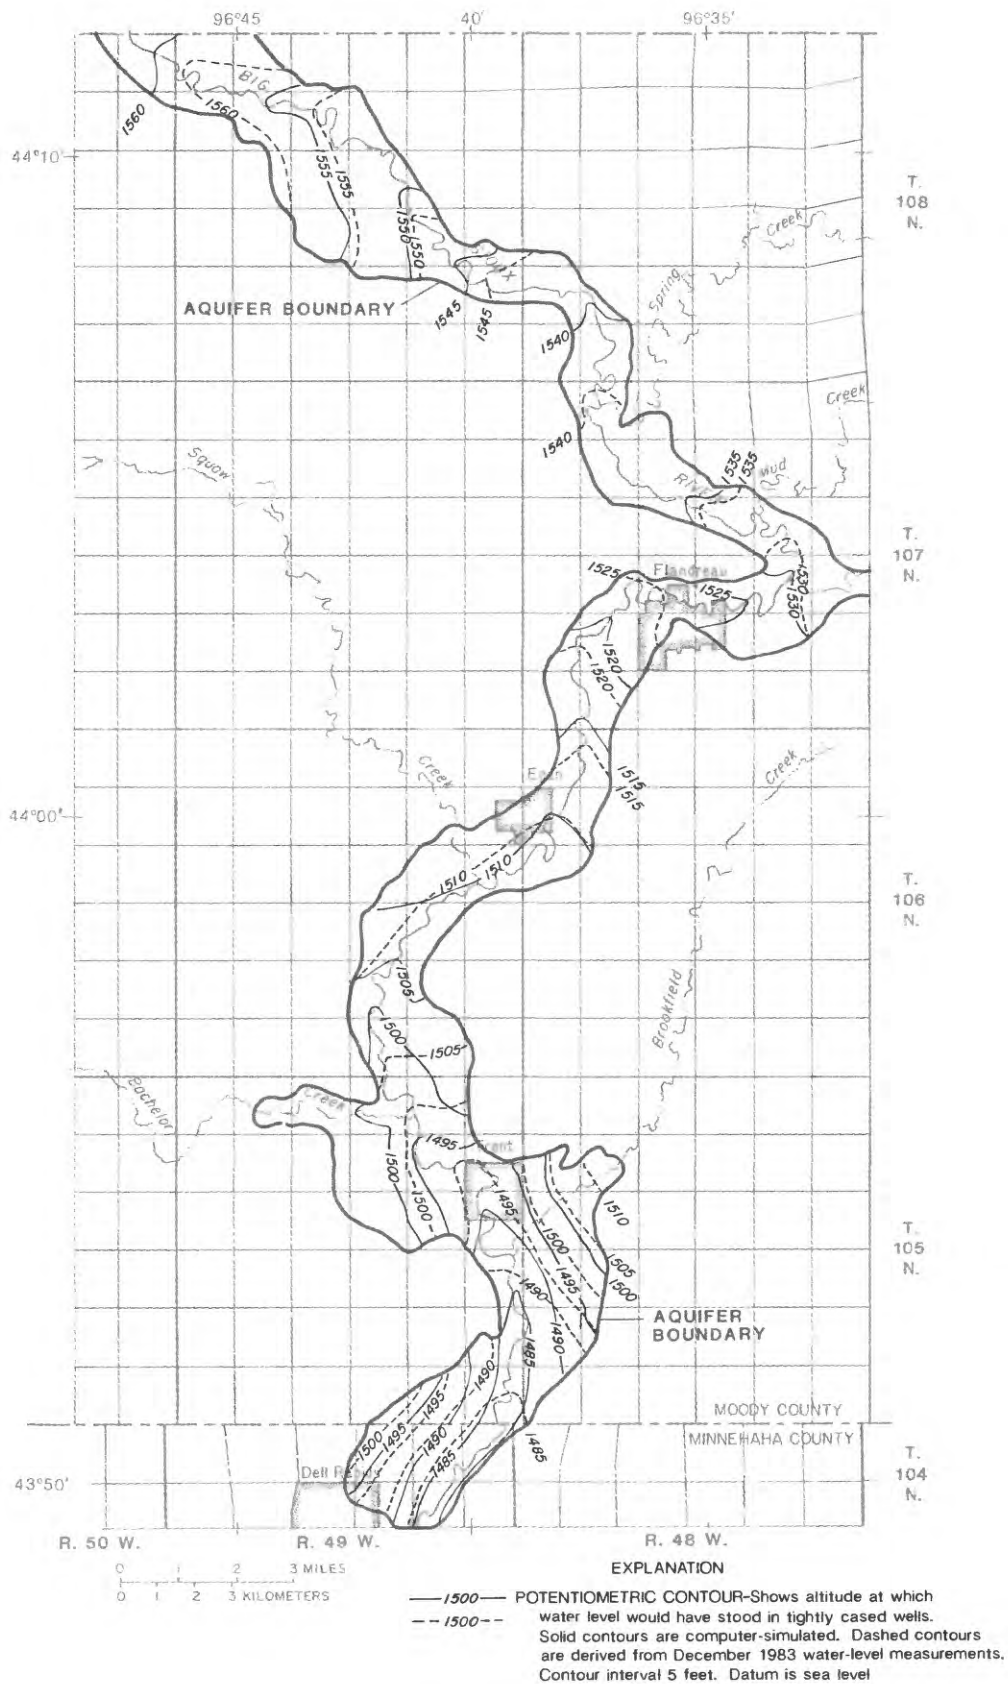 96°45'
40'
96°35'
BIG
1560
1560
44°10'
1555
1555
T.
108
N.
Creek
1550
1550
SIOUX
Spring
AQUIFER BOUNDARY
1545
1545
1540
Creek
1540
Squaw
RIVER
1535
1535
Mud
T.
107
N.
Flandreau
1525
1525
1530
1530
1520
1520
Creek
Creek
Egan
1515
1515
44°00'
1510
1510
T.
106
N.
1505
Brookfield
1500
1505
Bachelor
Creek
1495
Trent
1500
1500
1495
1510
1500
T.
105
N.
1495
1505
1500
1490
1490
AQUIFER
BOUNDARY
1485
1490
1495
1495
1500
1490
1485
1485
MOODY COUNTY
MINNEHAHA COUNTY
T.
104
N.
Dell Rapids
43°50'
R. 50 W.
R. 49 W.
R. 48 W.
0 1 2 3 MILES
0 1 2 3 KILOMETERS
EXPLANATION
1500 POTENTIOMETRIC CONTOUR-Shows altitude at which
1500 water level would have stood in tightly cased wells.
Solid contours are computer-simulated. Dashed contours
are derived from December 1983 water-level measurements.
Contour interval 5 feet. Datum is sea level